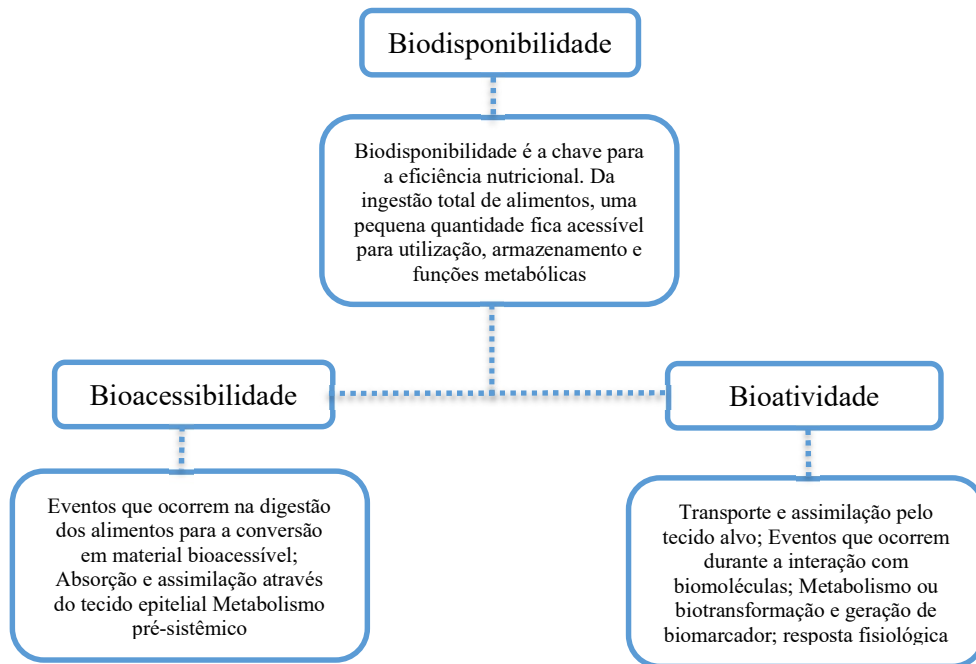 Biodisponibilidade
Biodisponibilidade é a chave para
a eficiência nutricional. Da
ingestão total de alimentos, uma
pequena quantidade fica acessível
para utilização, armazenamento e
funções metabólicas
Bioacessibilidade
Eventos que ocorrem na digestão
dos alimentos para a conversão
em material bioacessível;
Absorção e assimilação através
do tecido epitelial Metabolismo
pré-sistêmico
Bioatividade
Transporte e assimilação pelo
tecido alvo; Eventos que ocorrem
durante a interação com
biomoléculas; Metabolismo ou
biotransformação e geração de
biomarcador; resposta fisiológica